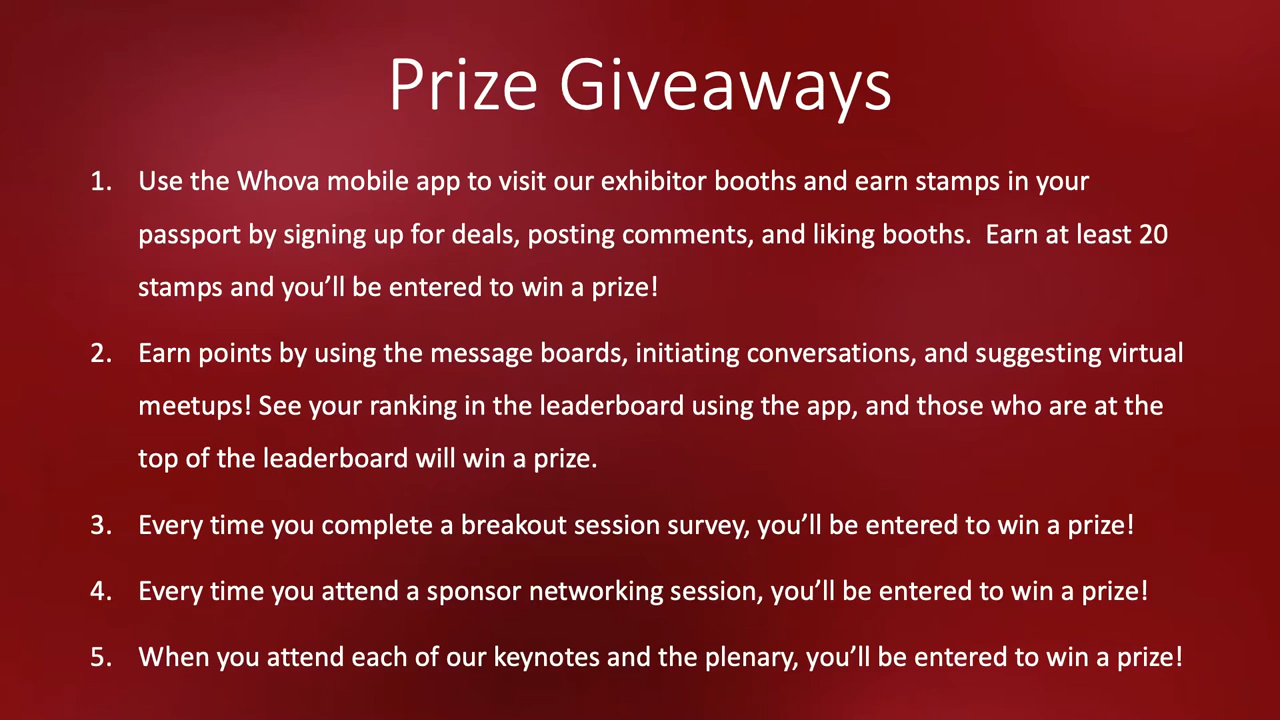 Prize Giveaways
1. Use the Whova mobile app to visit our exhibitor booths and earn stamps in your
passport by signing up for deals, posting comments, and liking booths.  Earn at least 20
stamps and you’ll be entered to win a prize!
2. Earn points by using the message boards, initiating conversations, and suggesting virtual
meetups! See your ranking in the leaderboard using the app, and those who are at the
top of the leaderboard will win a prize.
3. Every time you complete a breakout session survey, you’ll be entered to win a prize!
4. Every time you attend a sponsor networking session, you’ll be entered to win a prize!
5. When you attend each of our keynotes and the plenary, you’ll be entered to win a prize!